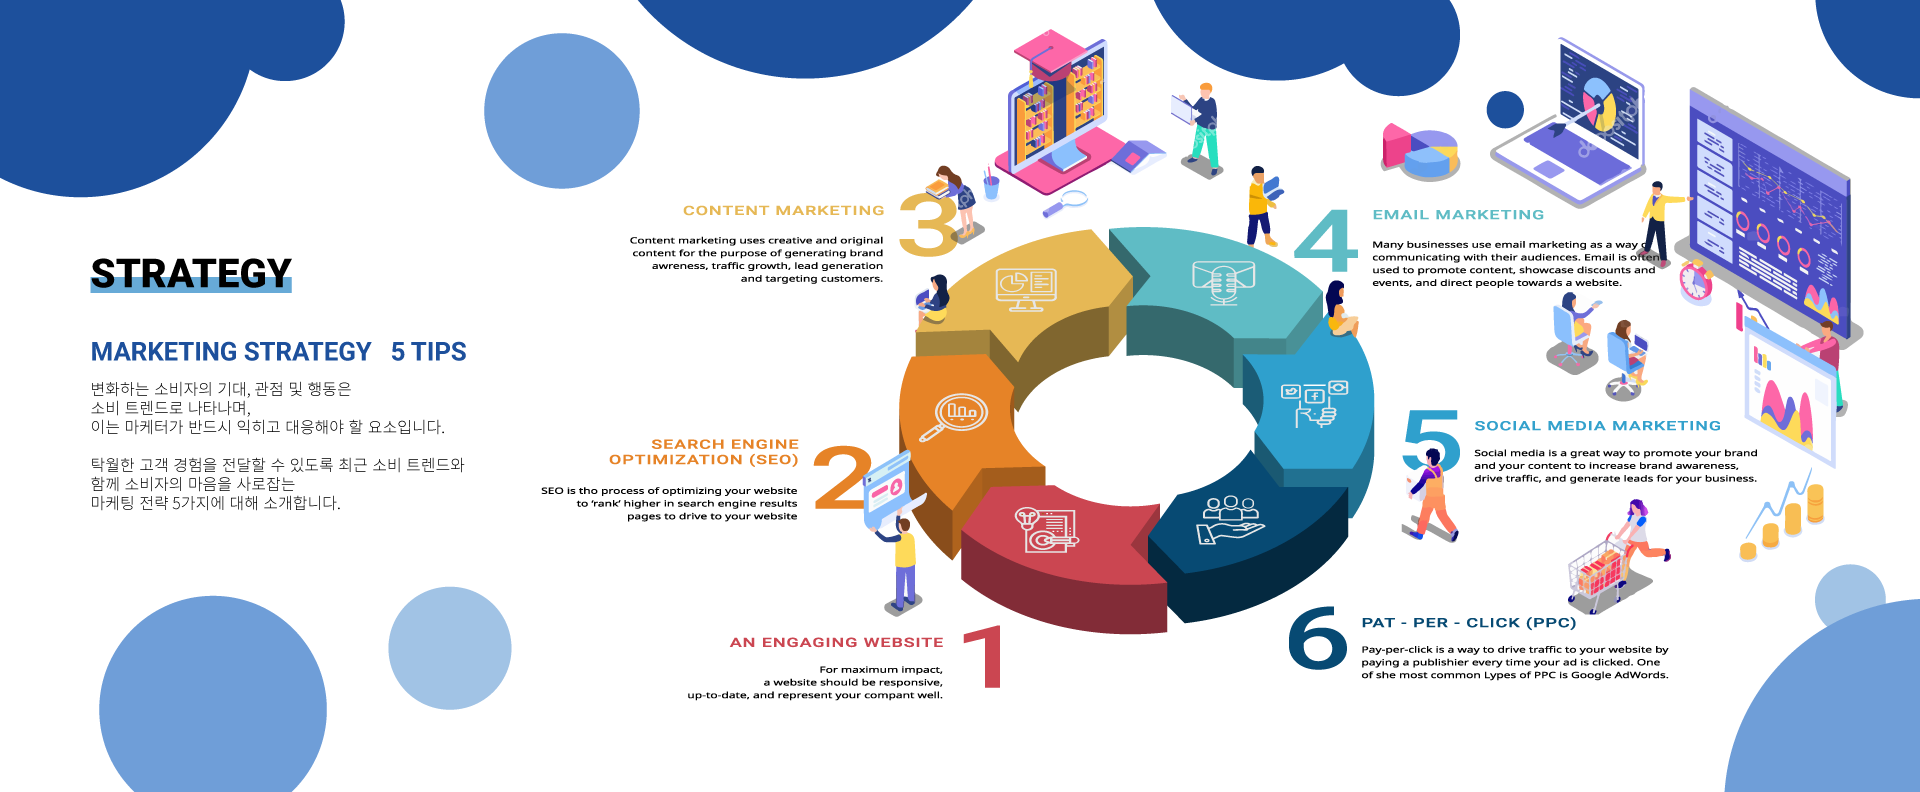 STRATEGY
MARKETING STRATEGY 5 TIPS
변화하는 소비자의 기대, 관점 및 행동은
소비 트렌드로 나타나며,
이는 마케터가 반드시 익히고 대응해야 할 요소입니다.
탁월한 고객 경험을 전달할 수 있도록 최근 소비 트렌드와
함께 소비자의 마음을 사로잡는
마케팅 전략 5가지에 대해 소개합니다.
CONTENT MARKETING
3
Content marketing uses creative and original
content for the purpose of generating brand
awreness, traffic growth, lead generation
and targeting customers.
SEARCH ENGINE
OPTIMIZATION (SEO)
2
SEO is tho process of optimizing your website
to 'rank' higher in search engine results
pages to drive to your website
AN ENGAGING WEBSITE
1
For maximum impact,
a website should be responsive,
up-to-date, and represent your compant well.
4
EMAIL MARKETING
Many businesses use email marketing as a way of
communicating with their audiences. Email is often
used to promote content, showcase discounts and
events, and direct people towards a website.
5
SOCIAL MEDIA MARKETING
Social media is a great way to promote your brand
and your content to increase brand awareness,
drive traffic, and generate leads for your business.
6
PAT - PER - CLICK (PPC)
Pay-per-click is a way to drive traffic to your website by
paying a publishier every time your ad is clicked. One
of she most common Lypes of PPC is Google AdWords.